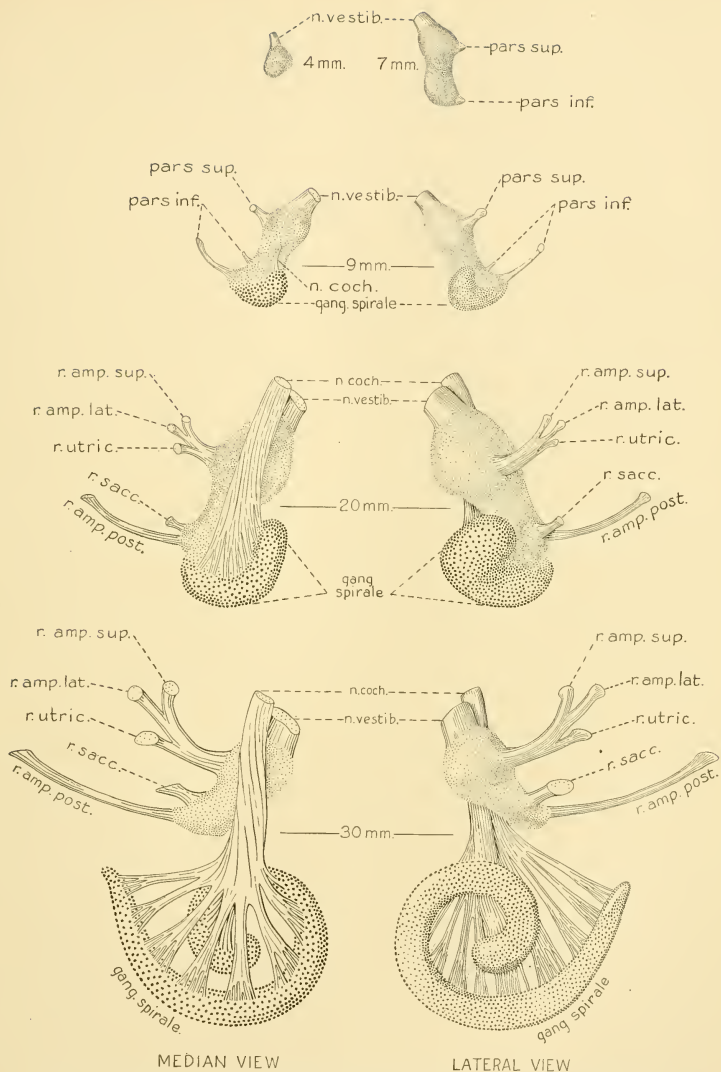 n. vestib.
4 mm. 7 mm.
pars sup.
pars inf.
pars sup.
pars inf.
n. vestib.
pars sup.
pars inf.
9 mm.
n. coch.
gang. spirale
r. amp. sup.
r. amp. lat.
r. utric.
r. sacc.
r. amp. post.
n coch.
n. vestib.
r. amp. sup.
r. amp. lat.
r. utric.
r. sacc.
r. amp. post.
20 mm.
gang
spirale
r. amp. sup.
r. amp. lat.
r. utric.
r. sacc.
r. amp. post.
n. coch.
n. vestib.
r. amp. sup.
r. amp. lat.
r. utric.
r. sacc.
r. amp. post.
30 mm.
gang. spirale.
gang spirale
MEDIAN VIEW
LATERAL VIEW